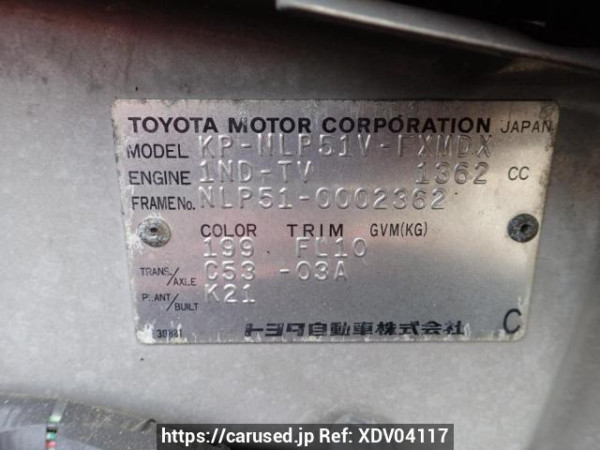 TOYOTA MOTOR CORPORATION JAPAN
MODEL KP-NLP51V-FXMDX
ENGINE 1ND-TV 1362 CC
FRAME No. NLP51-0002362
COLOR TRIM GVM(KG)
199 FL10
TRANS./AXLE C53 -03A
PLANT/BUILT K21
30881 トヨタ自動車株式会社 C
https://carused.jp Ref: XDV04117